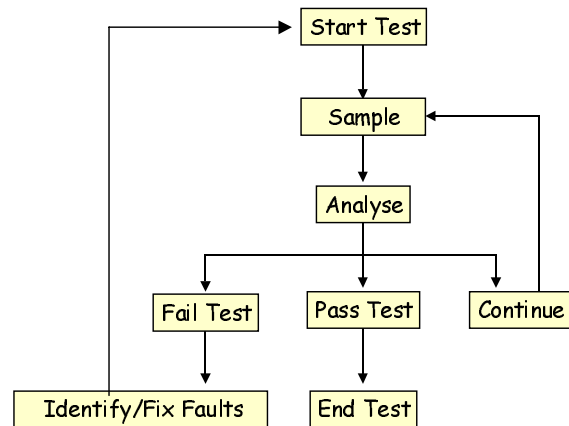 Start Test
Sample
Analyse
Fail Test
Pass Test
Continue
Identify/Fix Faults
End Test